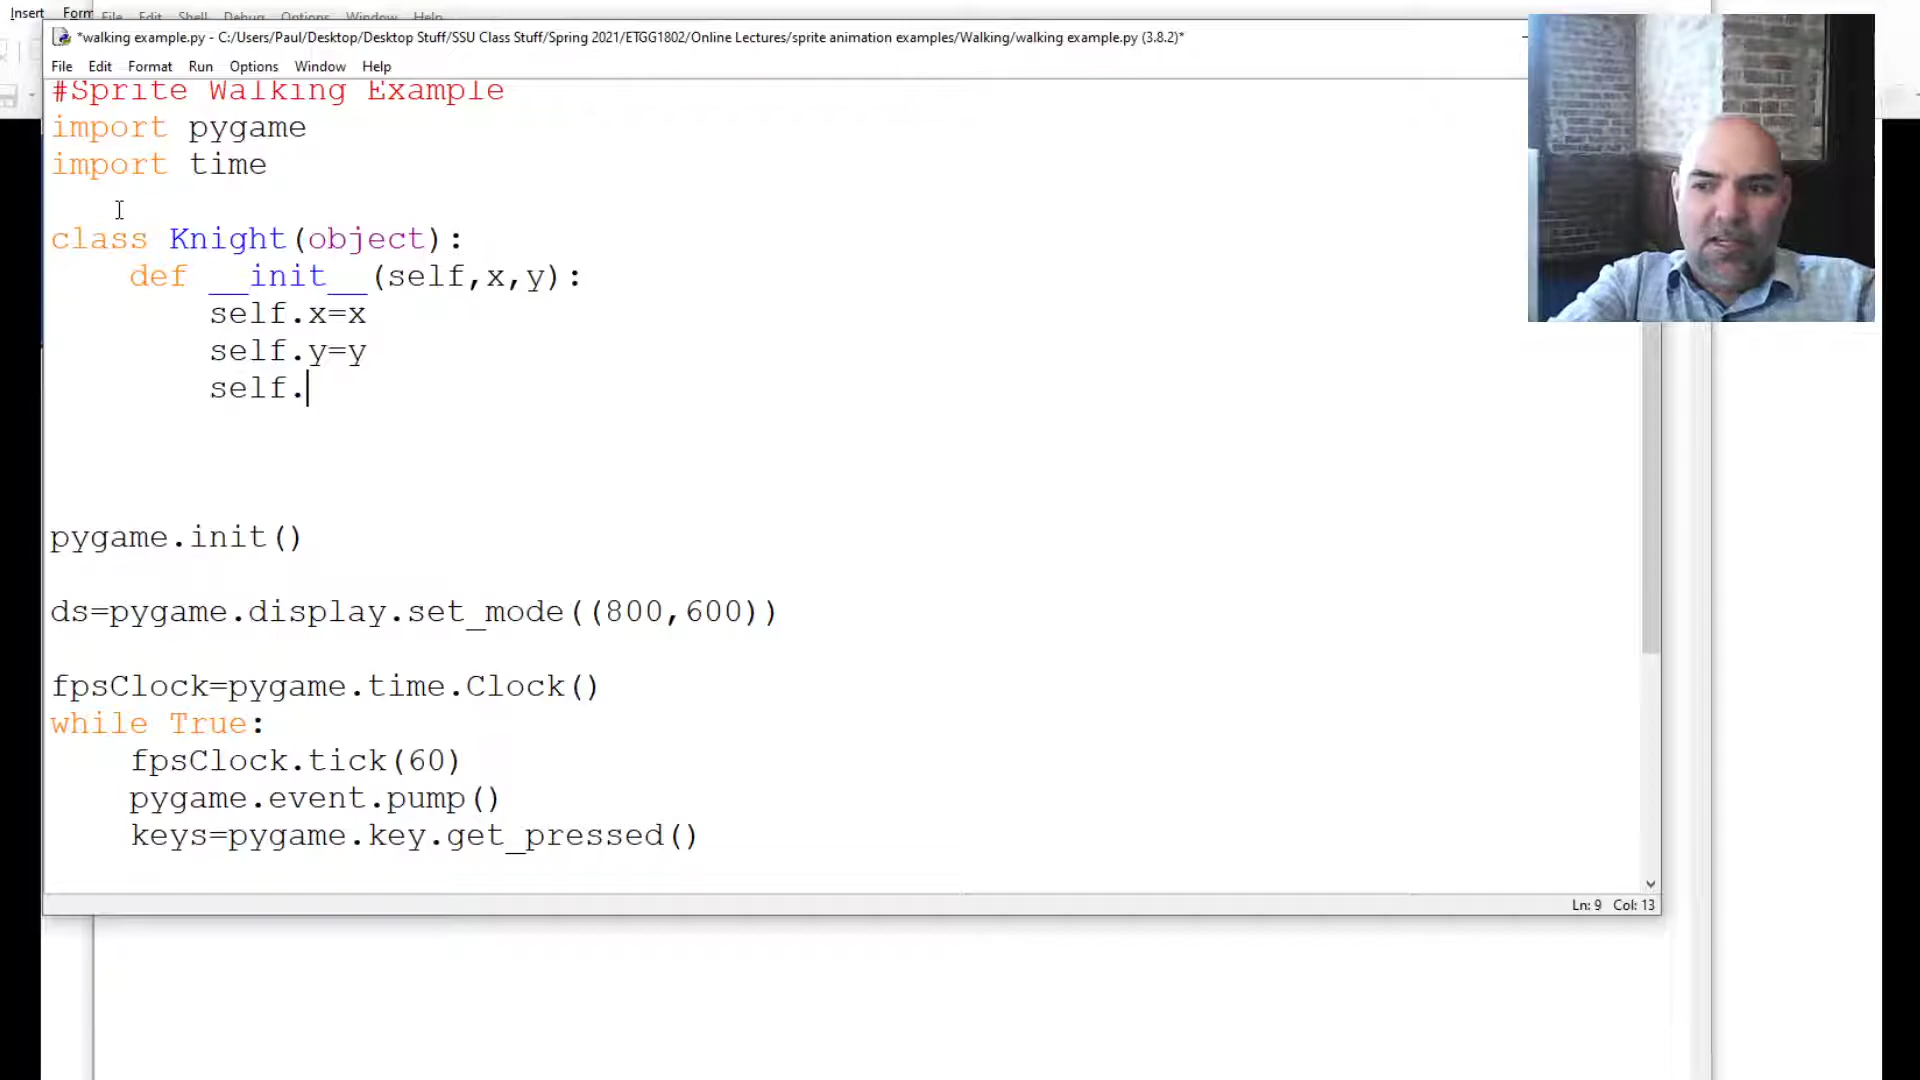 Insert Form File Edit Shell Debug Options Window Help
*walking example.py - C:/Users/Paul/Desktop/Desktop Stuff/SSU Class Stuff/Spring 2021/ETGG1802/Online Lectures/sprite animation examples/Walking/walking example.py (3.8.2)*
File Edit Format Run Options Window Help
#Sprite Walking Example
import pygame
import time
class Knight(object):
def __init__(self,x,y):
self.x=x
self.y=y
self.
pygame.init()
ds=pygame.display.set_mode((800,600))
fpsClock=pygame.time.Clock()
while True:
fpsClock.tick(60)
pygame.event.pump()
keys=pygame.key.get_pressed()
Ln: 9 Col: 13